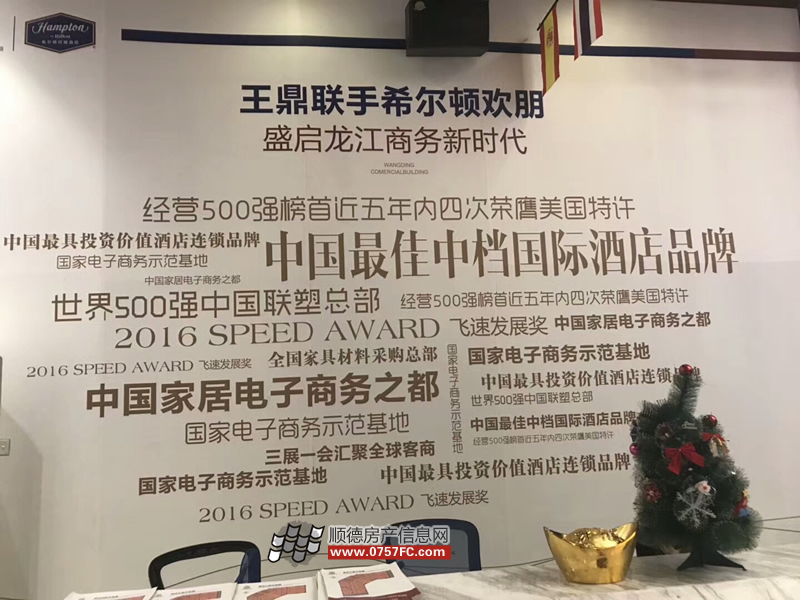 Hampton
by Hilton
王鼎联手希尔顿欢朋
盛启龙江商务新时代
WANGDING
COMERCIALBUILDING
经营500强榜首近五年内四次荣膺美国特许
中国最具投资价值酒店连锁品牌
中国最佳中档国际酒店品牌
国家电子商务示范基地
中国家居电子商务之都
世界500强中国联塑总部
经营500强榜首近五年内四次荣膺美国特许
2016 SPEED AWARD 飞速发展奖
中国家居电子商务之都
2016 SPEED AWARD 飞速发展奖
全国家具材料采购总部
国家电子商务示范基地
国家电子商务示范基地
中国家居电子商务之都
中国最具投资价值酒店连锁品
世界500强中国联塑总部
国家电子商务示范基地
中国最佳中档国际酒店品牌
经营500强榜首近五年内四次荣膺美国特许
三展一会汇聚全球客商
国家电子商务示范基地
中国最具投资价值酒店连锁品牌
2016 SPEED AWARD 飞速发展奖
顺德房产信息网
www.0757FC.com